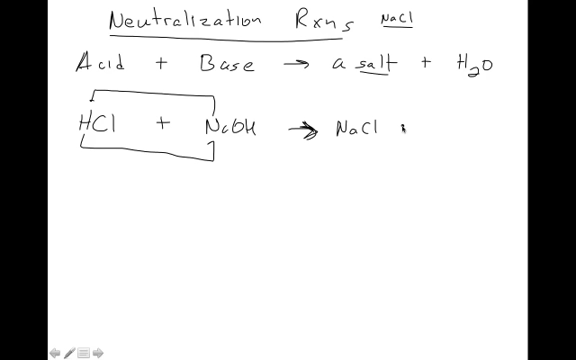 Neutralization Rxns NaCl
Acid + Base → a salt + H₂O
HCl + NaOH → NaCl